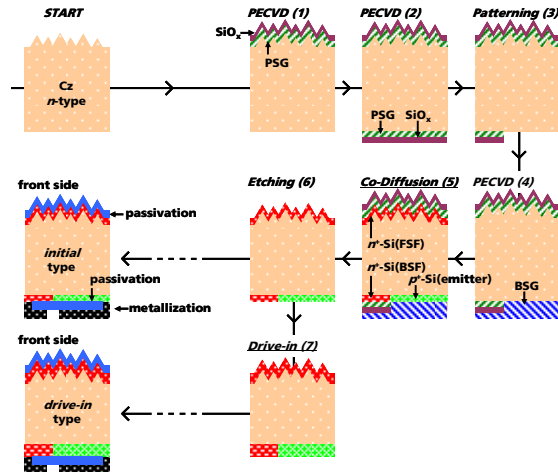 START
PECVD (1)
PECVD (2)
Patterning (3)
SiOx
PSG
Cz
n-type
PSG
SiOx
front side
Etching (6)
Co-Diffusion (5)
PECVD (4)
passivation
initial
type
n+-Si(FSF)
n+-Si(BSF)
p+-Si(emitter)
BSG
passivation
metallization
front side
Drive-in (7)
drive-in
type